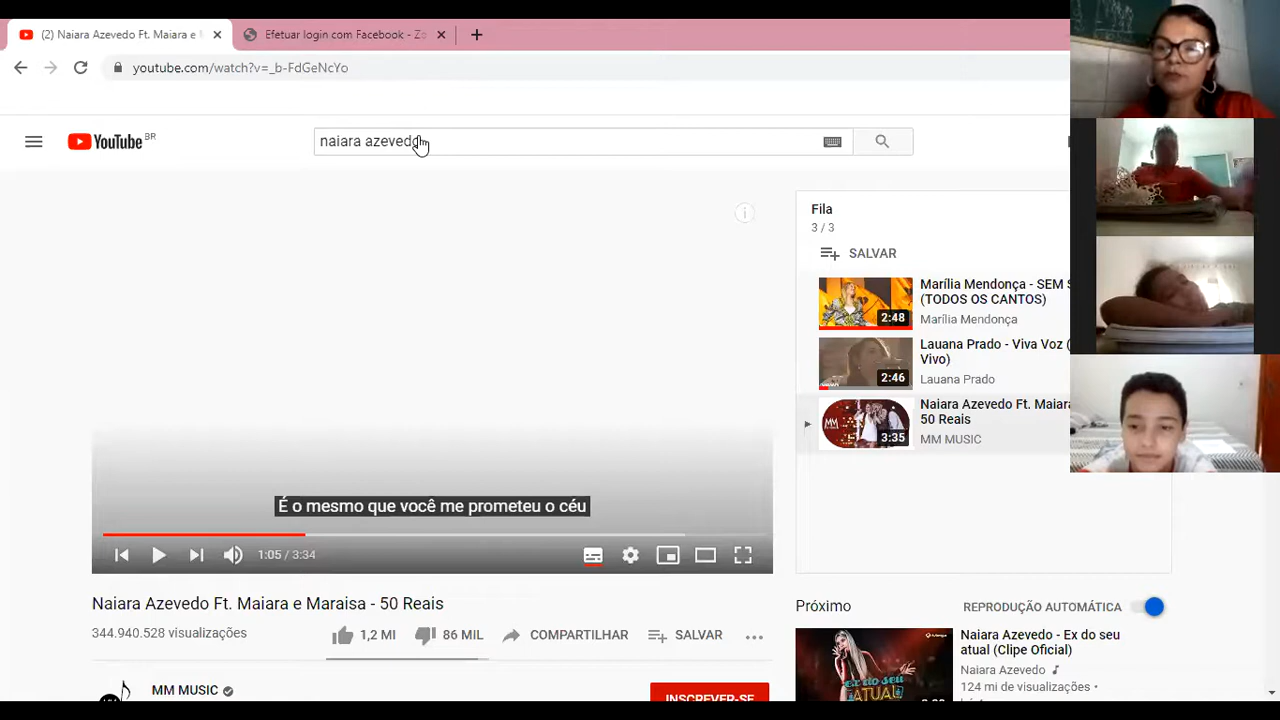 (2) Naiara Azevedo Ft. Maiara e M
Efetuar login com Facebook - Zo
youtube.com/watch?v=_b-FdGeNcYo
YouTube BR
naiara azevedo
Fila
3 / 3
SALVAR
Marília Mendonça - SEM S
(TODOS OS CANTOS)
Marília Mendonça
2:48
Lauana Prado - Viva Voz (
Vivo)
Lauana Prado
2:46
Naiara Azevedo Ft. Maiara
50 Reais
MM MUSIC
3:35
É o mesmo que você me prometeu o céu
1:05 / 3:34
Naiara Azevedo Ft. Maiara e Maraisa - 50 Reais
344.940.528 visualizações
1,2 MI
86 MIL
COMPARTILHAR
SALVAR
MM MUSIC
INSCREVER-SE
Próximo
REPRODUÇÃO AUTOMÁTICA
EX DO SEU
ATUAL
Naiara Azevedo - Ex do seu
atual (Clipe Oficial)
Naiara Azevedo
124 mi de visualizações •